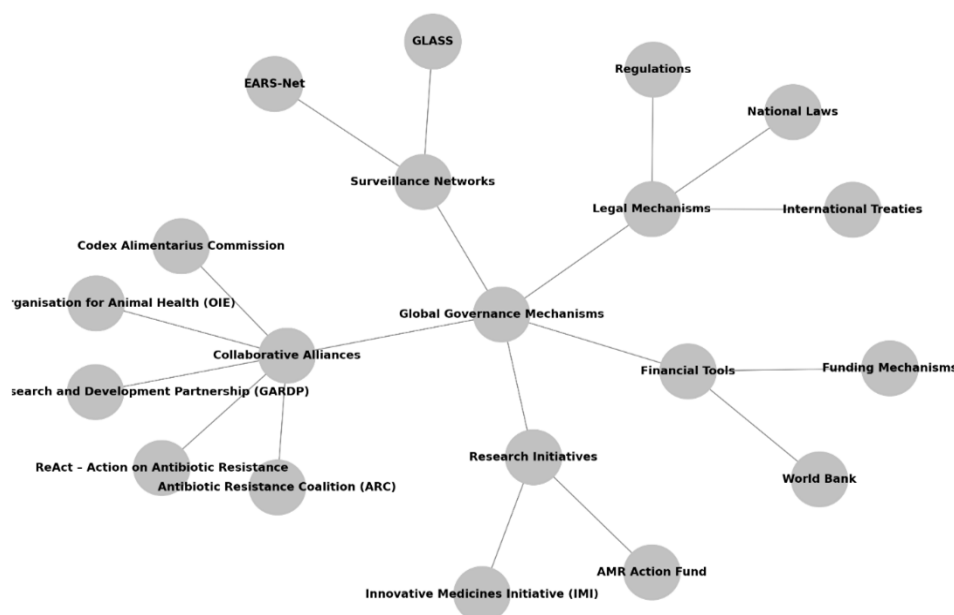 GLASS
EARS-Net
Regulations
National Laws
Surveillance Networks
Legal Mechanisms
International Treaties
Codex Alimentarius Commission
rganisation for Animal Health (OIE)
Global Governance Mechanisms
Collaborative Alliances
Financial Tools
Funding Mechanisms
search and Development Partnership (GARDP)
Research Initiatives
ReAct – Action on Antibiotic Resistance
World Bank
Antibiotic Resistance Coalition (ARC)
AMR Action Fund
Innovative Medicines Initiative (IMI)